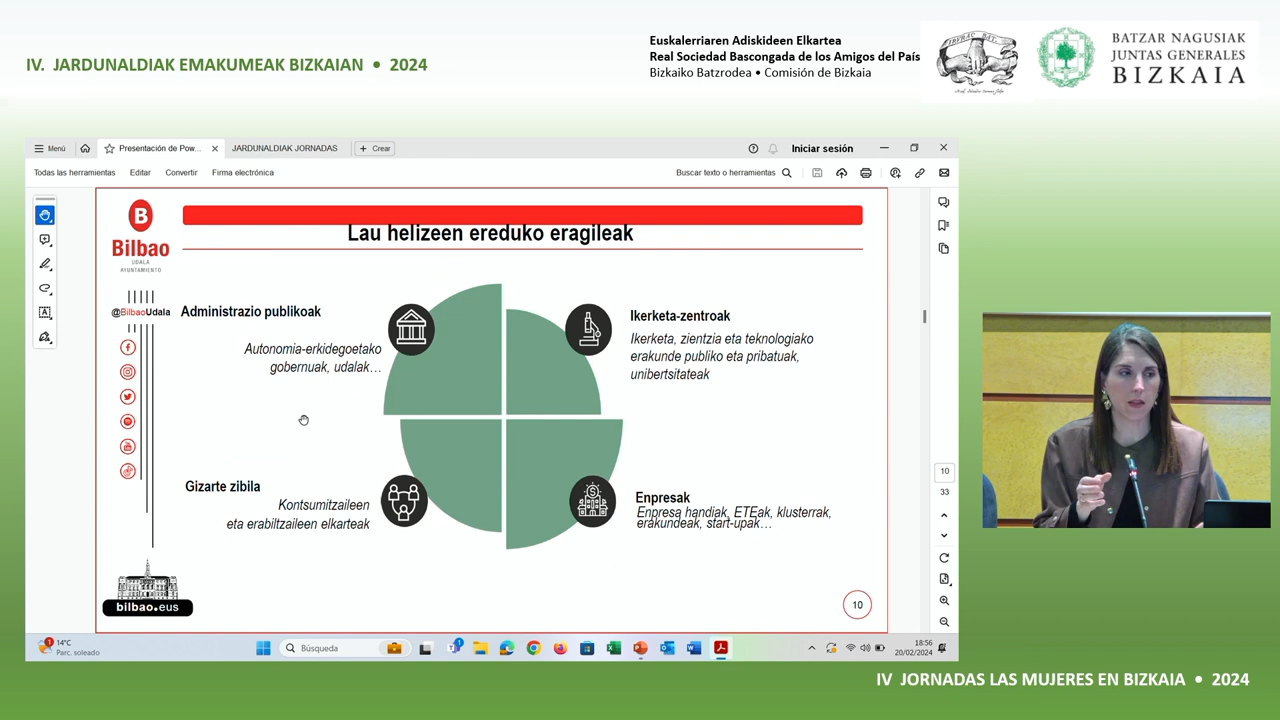 IV. JARDUNALDIAK EMAKUMEAK BIZKAIAN • 2024
Euskalerriaren Adiskideen Elkartea
Real Sociedad Bascongada de los Amigos del País
Bizkaiko Batzrodea • Comisión de Bizkaia
BATZAR NAGUSIAK
JUNTAS GENERALES
BIZKAIA
Menú
Presentación de Pow...
JARDUNALDIAK JORNADAS
Crear
Iniciar sesión
Todas las herramientas
Editar
Convertir
Firma electrónica
Buscar texto o herramientas
B
Bilbao
UDALA
AYUNTAMIENTO
@BilbaoUdala
Lau helizeen ereduko eragileak
Administrazio publikoak
Autonomia-erkidegoetako
gobernuak, udalak…
Ikerketa-zentroak
Ikerketa, zientzia eta teknologiako
erakunde publiko eta pribatuak,
unibertsitateak
Gizarte zibila
Kontsumitzaileen
eta erabiltzaileen elkarteak
Enpresak
Enpresa handiak, ETEak, klusterrak,
erakundeak, start-upak…
bilbao.eus
10
10
33
14°C
Parc. soleado
Búsqueda
18:56
20/02/2024
IV JORNADAS LAS MUJERES EN BIZKAIA • 2024